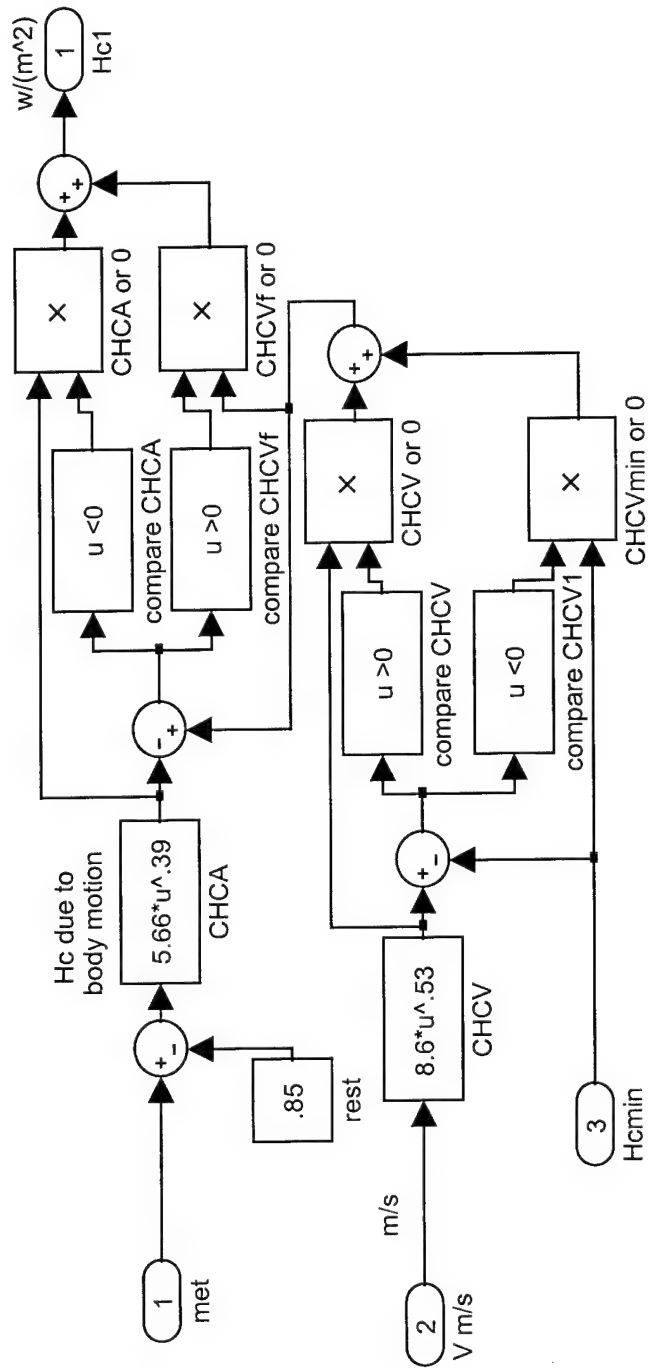 w/(m^2)
1
Hc1
+
+
×
CHCA or 0
×
CHCVf or 0
u <0
compare CHCA
u >0
compare CHCVf
-
+
Hc due to
body motion
5.66*u^.39
CHCA
+
-
.85
rest
1
met
+
+
×
CHCV or 0
×
CHCVmin or 0
u >0
compare CHCV
u <0
compare CHCV1
+
-
8.6*u^.53
CHCV
m/s
2
V m/s
3
Hcmin